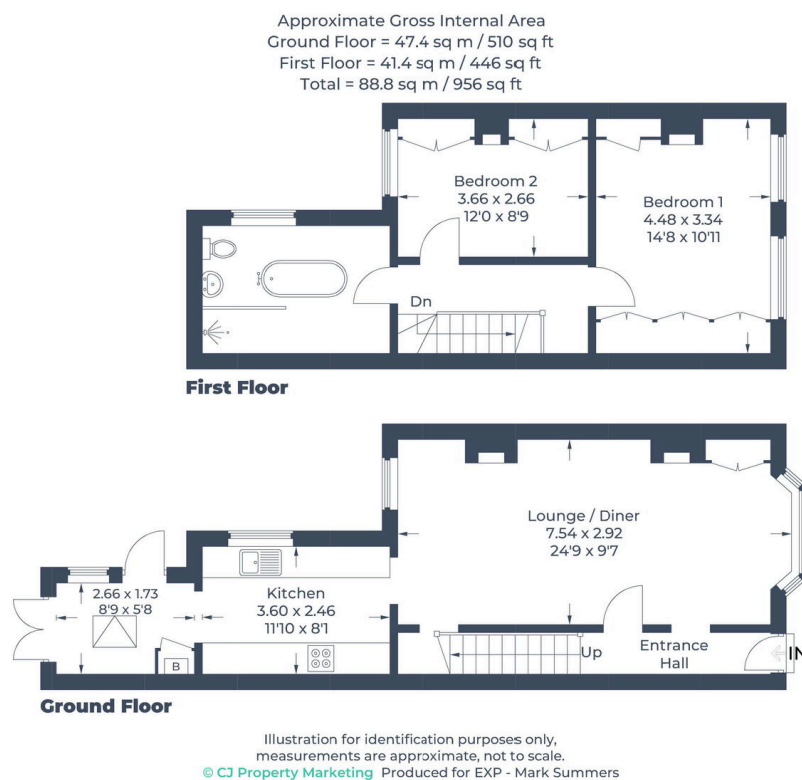 Approximate Gross Internal Area
Ground Floor = 47.4 sq m / 510 sq ft
First Floor = 41.4 sq m / 446 sq ft
Total = 88.8 sq m / 956 sq ft
Bedroom 2
3.66 x 2.66
12'0 x 8'9
Bedroom 1
4.48 x 3.34
14'8 x 10'11
Dn
First Floor
Lounge / Diner
7.54 x 2.92
24'9 x 9'7
2.66 x 1.73
8'9 x 5'8
Kitchen
3.60 x 2.46
11'10 x 8'1
B
Up
Entrance
Hall
IN
Ground Floor
Illustration for identification purposes only,
measurements are approximate, not to scale.
© CJ Property Marketing Produced for EXP - Mark Summers